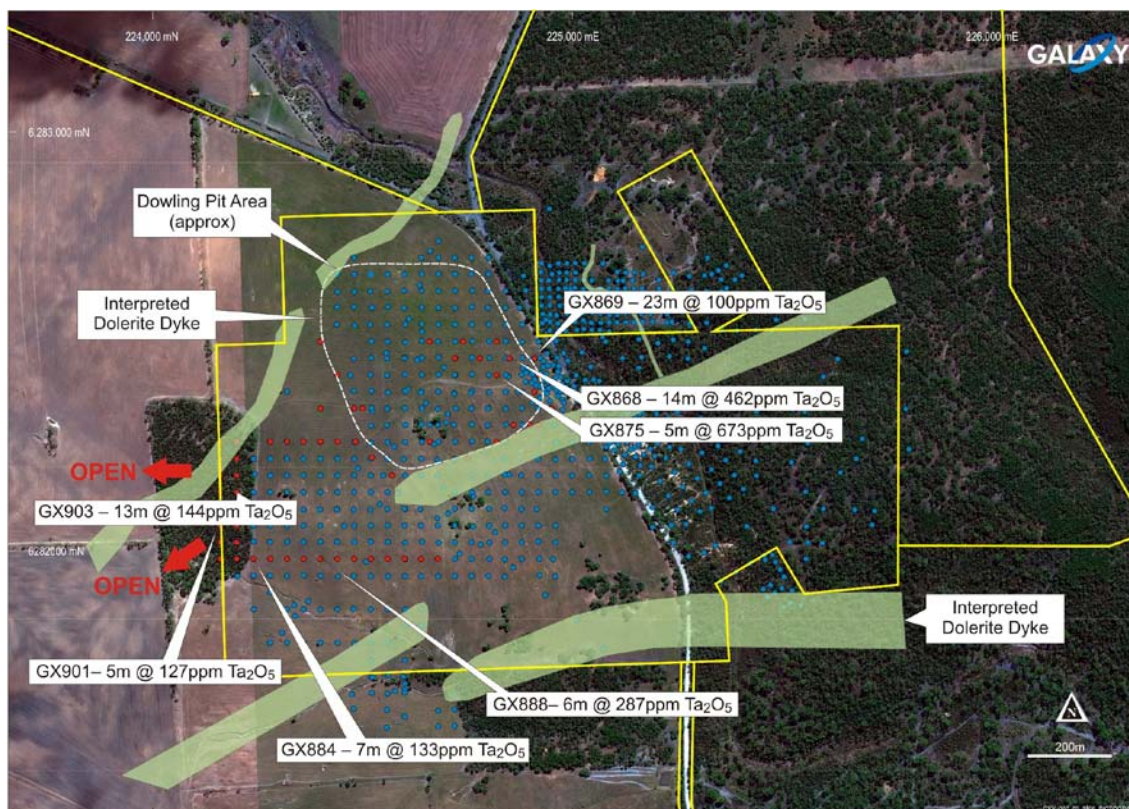 224,000 mN
225,000 mE
226,000 mE
GALAXY
6,283,000 mN
Dowling Pit Area
(approx)
Interpreted
Dolerite Dyke
GX869 – 23m @ 100ppm Ta₂O₅
GX868 – 14m @ 462ppm Ta₂O₅
GX875 – 5m @ 673ppm Ta₂O₅
OPEN
GX903 – 13m @ 144ppm Ta₂O₅
6282000 mN
OPEN
Interpreted
Dolerite Dyke
GX901– 5m @ 127ppm Ta₂O₅
GX888– 6m @ 287ppm Ta₂O₅
GX884 – 7m @ 133ppm Ta₂O₅
N
200m